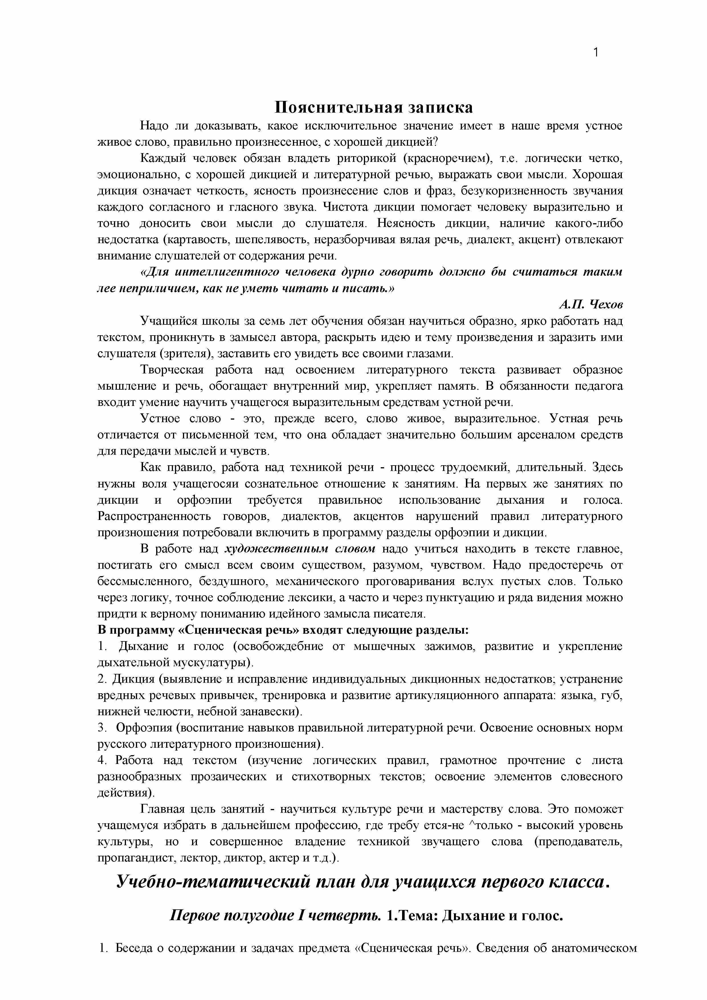 1
Пояснительная записка
Надо ли доказывать, какое исключительное значение имеет в наше время устное
живое слово, правильно произнесенное, с хорошей дикцией?
Каждый человек обязан владеть риторикой (красноречием), т.е. логически четко,
эмоционально, с хорошей дикцией и литературной речью, выражать свои мысли. Хорошая
дикция означает четкость, ясность произнесение слов и фраз, безукоризненность звучания
каждого согласного и гласного звука. Чистота дикции помогает человеку выразительно и
точно доносить свои мысли до слушателя. Неясность дикции, наличие какого-либо
недостатка (картавость, шепелявость, неразборчивая вялая речь, диалект, акцент) отвлекают
внимание слушателей от содержания речи.
«Для интеллигентного человека дурно говорить должно бы считаться таким
лее неприличием, как не уметь читать и писать.»
А.П. Чехов
Учащийся школы за семь лет обучения обязан научиться образно, ярко работать над
текстом, проникнуть в замысел автора, раскрыть идею и тему произведения и заразить ими
слушателя (зрителя), заставить его увидеть все своими глазами.
Творческая работа над освоением литературного текста развивает образное
мышление и речь, обогащает внутренний мир, укрепляет память. В обязанности педагога
входит умение научить учащегося выразительным средствам устной речи.
Устное слово - это, прежде всего, слово живое, выразительное. Устная речь
отличается от письменной тем, что она обладает значительно большим арсеналом средств
для передачи мыслей и чувств.
Как правило, работа над техникой речи - процесс трудоемкий, длительный. Здесь
нужны воля учащегосяи сознательное отношение к занятиям. На первых же занятиях по
дикции и орфоэпии требуется правильное использование дыхания и голоса.
Распространенность говоров, диалектов, акцентов нарушений правил литературного
произношения потребовали включить в программу разделы орфоэпии и дикции.
В работе над художественным словом надо учиться находить в тексте главное,
постигать его смысл всем своим существом, разумом, чувством. Надо предостеречь от
бессмысленного, бездушного, механического проговаривания вслух пустых слов. Только
через логику, точное соблюдение лексики, а часто и через пунктуацию и ряда видения можно
придти к верному пониманию идейного замысла писателя.
В программу «Сценическая речь» входят следующие разделы:
1. Дыхание и голос (освобождебние от мышечных зажимов, развитие и укрепление
дыхательной мускулатуры).
2. Дикция (выявление и исправление индивидуальных дикционных недостатков; устранение
вредных речевых привычек, тренировка и развитие артикуляционного аппарата: языка, губ,
нижней челюсти, небной занавески).
3. Орфоэпия (воспитание навыков правильной литературной речи. Освоение основных норм
русского литературного произношения).
4. Работа над текстом (изучение логических правил, грамотное прочтение с листа
разнообразных прозаических и стихотворных текстов; освоение элементов словесного
действия).
Главная цель занятий - научиться культуре речи и мастерству слова. Это поможет
учащемуся избрать в дальнейшем профессию, где требу ется-не ^только - высокий уровень
культуры, но и совершенное владение техникой звучащего слова (преподаватель,
пропагандист, лектор, диктор, актер и т.д.).
Учебно-тематический план для учащихся первого класса.
Первое полугодие I четверть. 1.Тема: Дыхание и голос.
1. Беседа о содержании и задачах предмета «Сценическая речь». Сведения об анатомическом